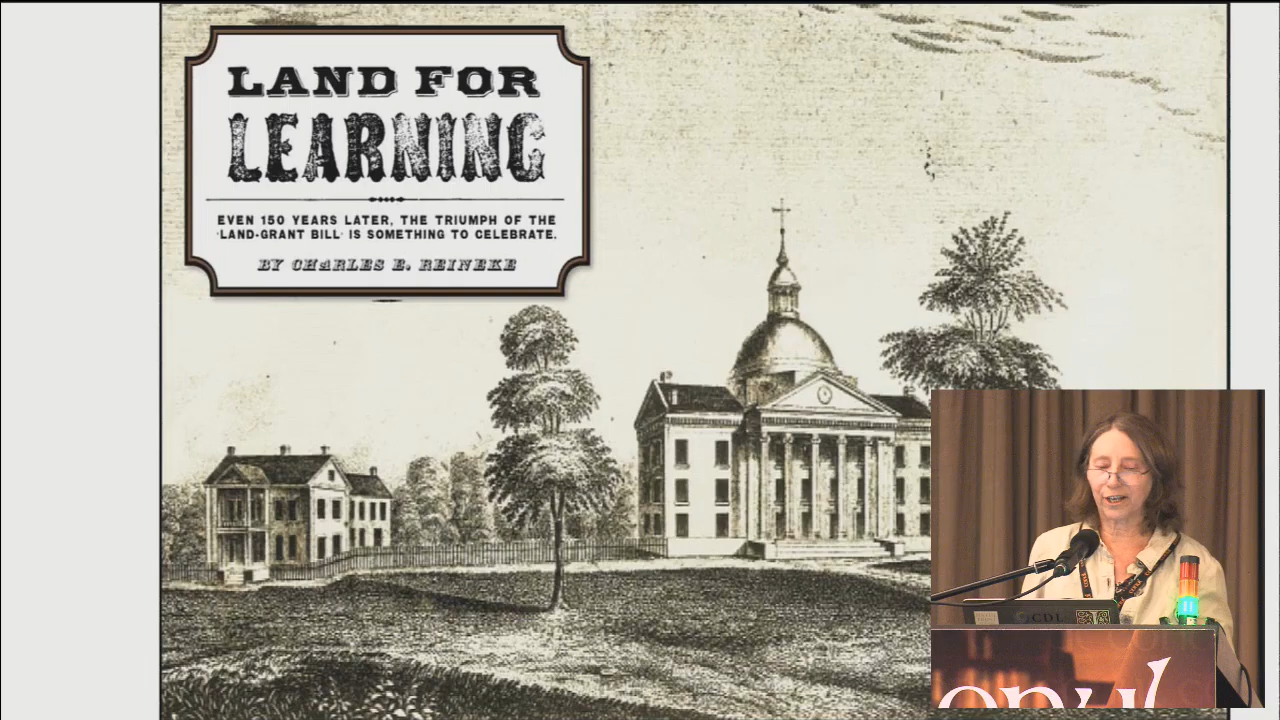 LAND FOR
LEARNING
EVEN 150 YEARS LATER, THE TRIUMPH OF THE
'LAND-GRANT BILL' IS SOMETHING TO CELEBRATE.
BY CHARLES E. REINEKE
CDL